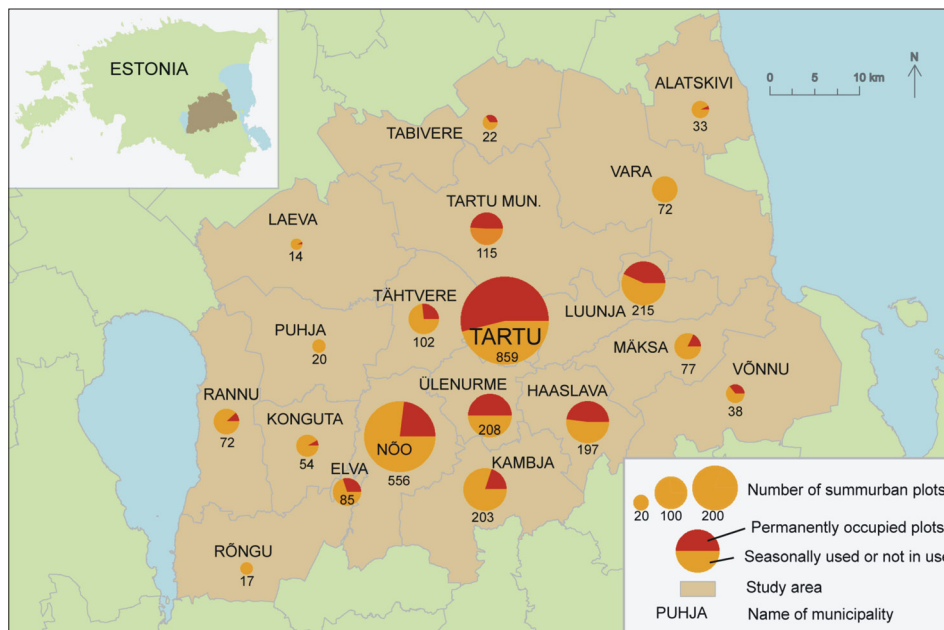 ESTONIA
ALATSKIVI
33
0 5 10 km
N
TABIVERE
22
VARA
72
TARTU MUN.
115
LAEVA
14
TÄHTVERE
102
LUUNJA
215
PUHJA
20
TARTU
859
MÄKSA
77
VÕNNU
38
RANNU
72
KONGUTA
54
ÜLENURME
208
HAASLAVA
197
NÕO
556
ELVA
85
KAMBJA
203
RÕNGU
17
20 100 200
Number of summurban plots
Permanently occupied plots
Seasonally used or not in use
Study area
PUHJA Name of municipality